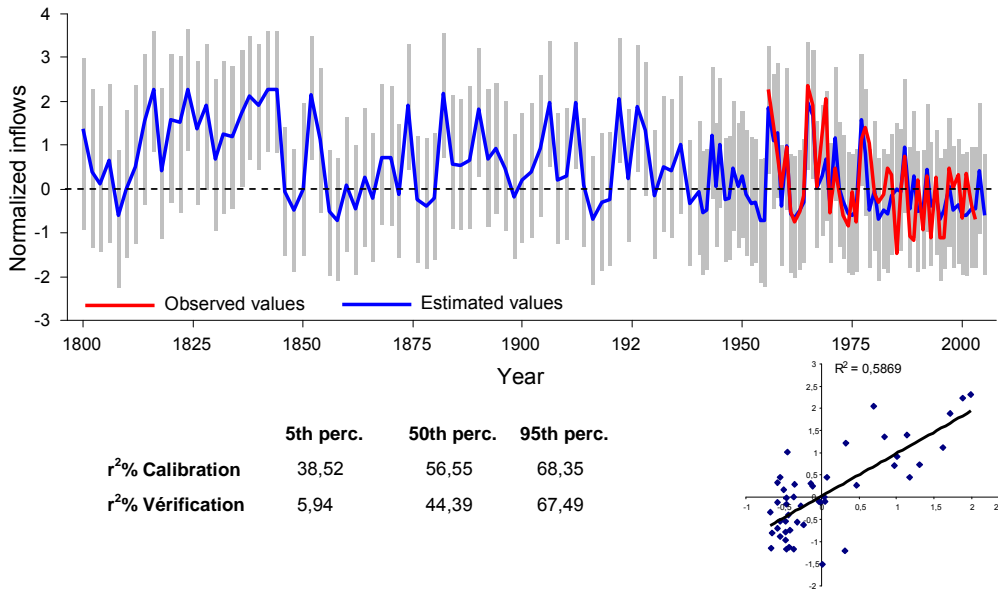 Normalized inflows
4
3
2
1
0
-1
-2
-3
Observed values
Estimated values
1800 1825 1850 1875 1900 192 1950 1975 2000
Year
5th perc. 50th perc. 95th perc.
r²% Calibration 38,52 56,55 68,35
r²% Vérification 5,94 44,39 67,49
R² = 0,5869
3
2,5
2
1,5
1
0,5
0
-0,5
-1
-1,5
-2
-1 -0,5 0 0,5 1 1,5 2 2